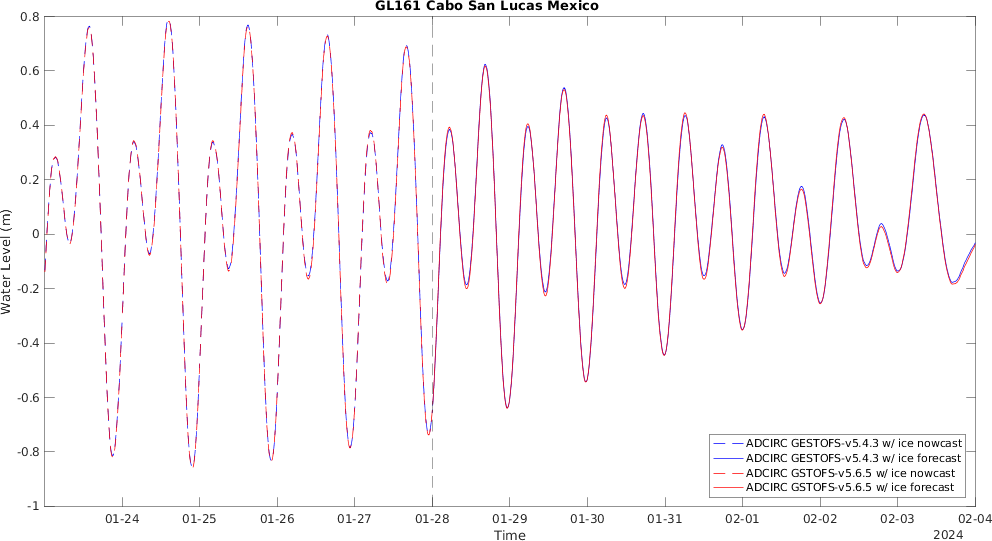 GL161 Cabo San Lucas Mexico
0.8
0.6
0.4
0.2
0
-0.2
-0.4
-0.6
-0.8
-1
Water Level (m)
01-24 01-25 01-26 01-27 01-28 01-29 01-30 01-31 02-01 02-02 02-03 02-04
Time
2024
ADCIRC GESTOFS-v5.4.3 w/ ice nowcast
ADCIRC GESTOFS-v5.4.3 w/ ice forecast
ADCIRC GSTOFS-v5.6.5 w/ ice nowcast
ADCIRC GSTOFS-v5.6.5 w/ ice forecast